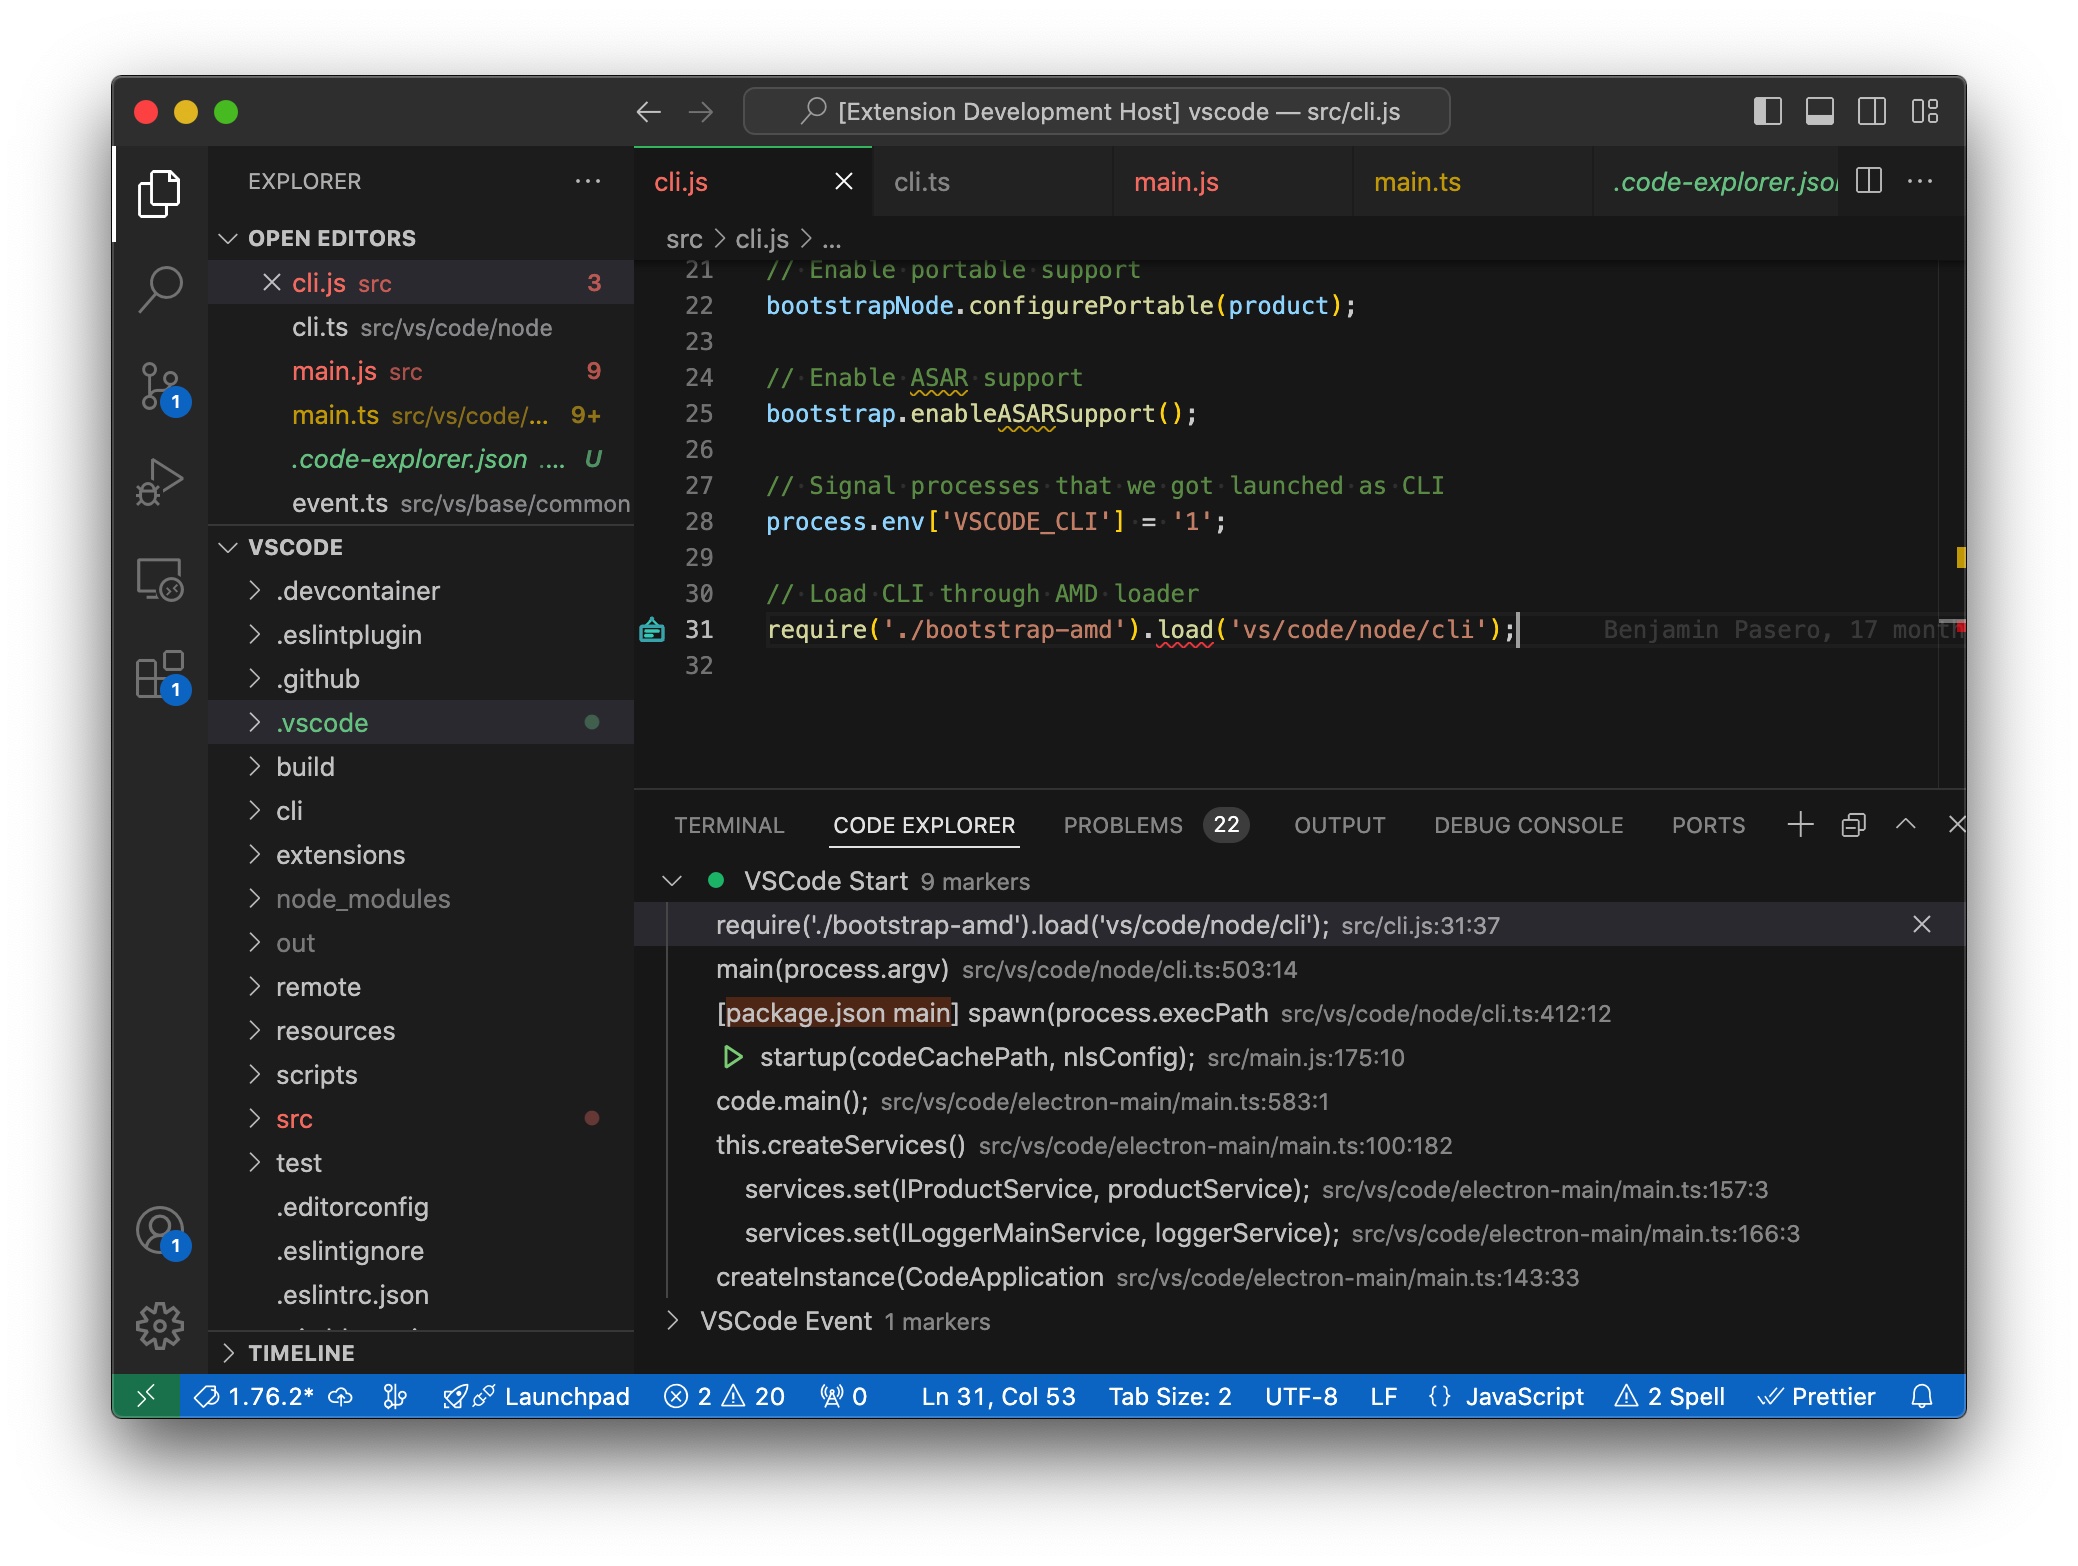 [Extension Development Host] vscode — src/cli.js
EXPLORER
OPEN EDITORS
cli.js src 3
cli.ts src/vs/code/node
main.js src 9
main.ts src/vs/code/... 9+
.code-explorer.json .... U
event.ts src/vs/base/common
VSCODE
.devcontainer
.eslintplugin
.github
.vscode
build
cli
extensions
node_modules
out
remote
resources
scripts
src
test
.editorconfig
.eslintignore
.eslintrc.json
TIMELINE
1
1
1
cli.js
cli.ts
main.js
main.ts
.code-explorer.json
src > cli.js > ...
21 // Enable portable support
22 bootstrapNode.configurePortable(product);
23
24 // Enable ASAR support
25 bootstrap.enableASARSupport();
26
27 // Signal processes that we got launched as CLI
28 process.env['VSCODE_CLI'] = '1';
29
30 // Load CLI through AMD loader
31 require('./bootstrap-amd').load('vs/code/node/cli'); Benjamin Pasero, 17 month
32
TERMINAL CODE EXPLORER PROBLEMS 22 OUTPUT DEBUG CONSOLE PORTS
VSCode Start 9 markers
require('./bootstrap-amd').load('vs/code/node/cli'); src/cli.js:31:37
main(process.argv) src/vs/code/node/cli.ts:503:14
[package.json main] spawn(process.execPath src/vs/code/node/cli.ts:412:12
startup(codeCachePath, nlsConfig); src/main.js:175:10
code.main(); src/vs/code/electron-main/main.ts:583:1
this.createServices() src/vs/code/electron-main/main.ts:100:182
services.set(IProductService, productService); src/vs/code/electron-main/main.ts:157:3
services.set(ILoggerMainService, loggerService); src/vs/code/electron-main/main.ts:166:3
createInstance(CodeApplication src/vs/code/electron-main/main.ts:143:33
VSCode Event 1 markers
1.76.2* Launchpad 2 20 0 Ln 31, Col 53 Tab Size: 2 UTF-8 LF {} JavaScript 2 Spell Prettier